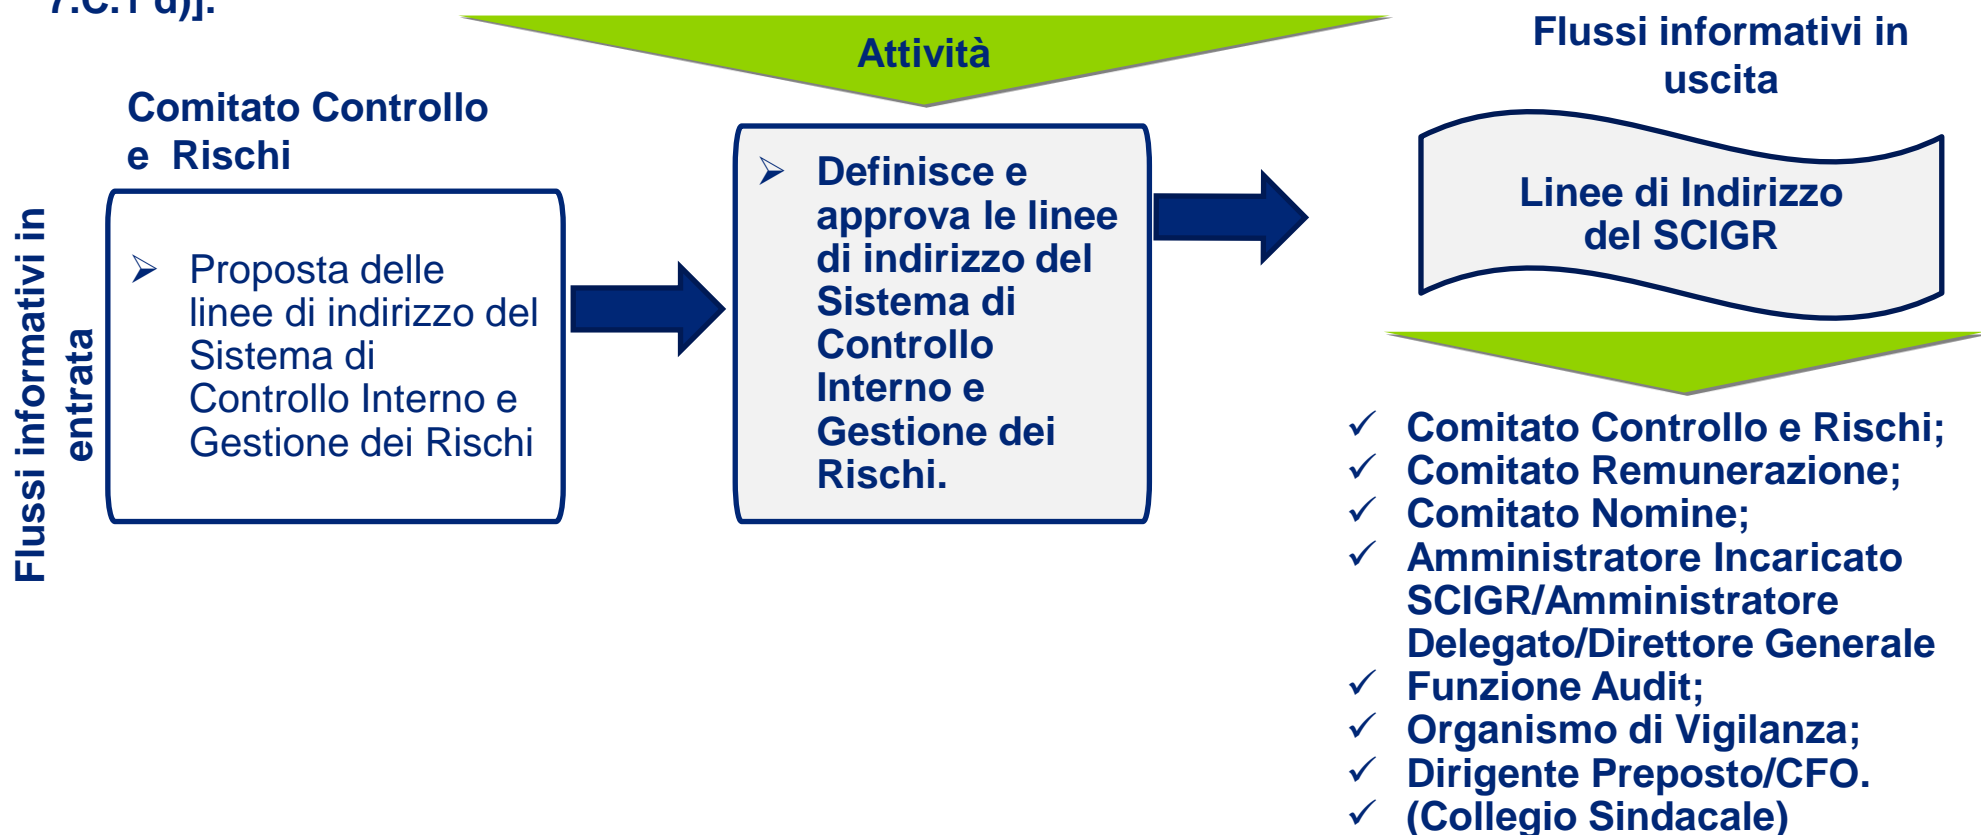 7.C.1 d)].
Attività
Flussi informativi in
uscita
Comitato Controllo
e Rischi
Flussi informativi in
entrata
➢ Proposta delle
linee di indirizzo del
Sistema di
Controllo Interno e
Gestione dei Rischi
➢ Definisce e
approva le linee
di indirizzo del
Sistema di
Controllo
Interno e
Gestione dei
Rischi.
Linee di Indirizzo
del SCIGR
✓ Comitato Controllo e Rischi;
✓ Comitato Remunerazione;
✓ Comitato Nomine;
✓ Amministratore Incaricato
SCIGR/Amministratore
Delegato/Direttore Generale
✓ Funzione Audit;
✓ Organismo di Vigilanza;
✓ Dirigente Preposto/CFO.
✓ (Collegio Sindacale)